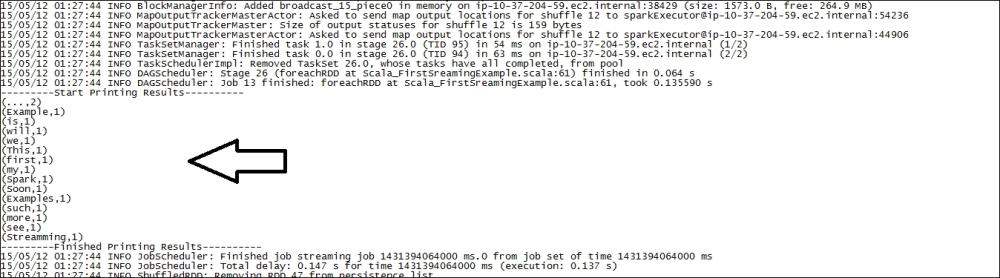 15/05/12 01:27:44 INFO BlockManagerInfo: Added broadcast_15_piece0 in memory on ip-10-37-204-59.ec2.internal:38429 (size: 1573.0 B, free: 264.9 MB)
15/05/12 01:27:44 INFO MapOutputTrackerMasterActor: Asked to send map output locations for shuffle 12 to sparkExecutor@ip-10-37-204-59.ec2.internal:54236
15/05/12 01:27:44 INFO MapOutputTrackerMaster: Size of output statuses for shuffle 12 is 159 bytes
15/05/12 01:27:44 INFO MapOutputTrackerMasterActor: Asked to send map output locations for shuffle 12 to sparkExecutor@ip-10-37-204-59.ec2.internal:44906
15/05/12 01:27:44 INFO TaskSetManager: Finished task 1.0 in stage 26.0 (TID 95) in 54 ms on ip-10-37-204-59.ec2.internal (1/2)
15/05/12 01:27:44 INFO TaskSetManager: Finished task 0.0 in stage 26.0 (TID 94) in 63 ms on ip-10-37-204-59.ec2.internal (2/2)
15/05/12 01:27:44 INFO TaskSchedulerImpl: Removed TaskSet 26.0, whose tasks have all completed, from pool
15/05/12 01:27:44 INFO DAGScheduler: Stage 26 (foreachRDD at Scala_FirstSreamingExample.scala:61) finished in 0.064 s
15/05/12 01:27:44 INFO DAGScheduler: Job 13 finished: foreachRDD at Scala_FirstSreamingExample.scala:61, took 0.135590 s
---------Start Printing Results----------
(...,2)
(Example,1)
(is,1)
(will,1)
(we,1)
(This,1)
(first,1)
(my,1)
(Spark,1)
(Soon,1)
(Examples,1)
(such,1)
(more,1)
(see,1)
(Streamming,1)
---------Finished Printing Results----------
15/05/12 01:27:44 INFO JobScheduler: Finished job streaming job 1431394064000 ms.0 from job set of time 1431394064000 ms
15/05/12 01:27:44 INFO JobScheduler: Total delay: 0.147 s for time 1431394064000 ms (execution: 0.137 s)
15/05/12 01:27:44 INFO ShuffledRDD: Removing RDD 47 from persistence list